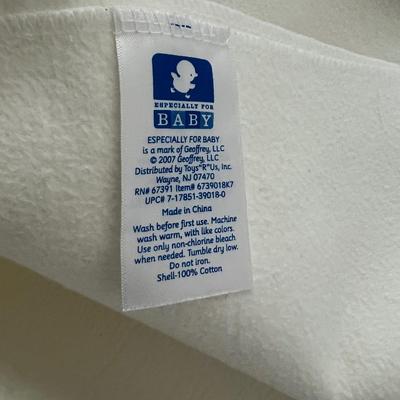 ESPECIALLY FOR
BABY
ESPECIALLY FOR BABY
is a mark of Geoffrey, LLC
© 2007 Geoffrey, LLC
Distributed by Toys"R"Us, Inc.
Wayne, NJ 07470
RN# 67391 Item# 6739018K7
UPC# 7-17851-39018-0
Made in China
Wash before first use. Machine
wash warm, with like colors.
Use only non-chlorine bleach
when needed. Tumble dry low.
Do not iron.
Shell-100% Cotton